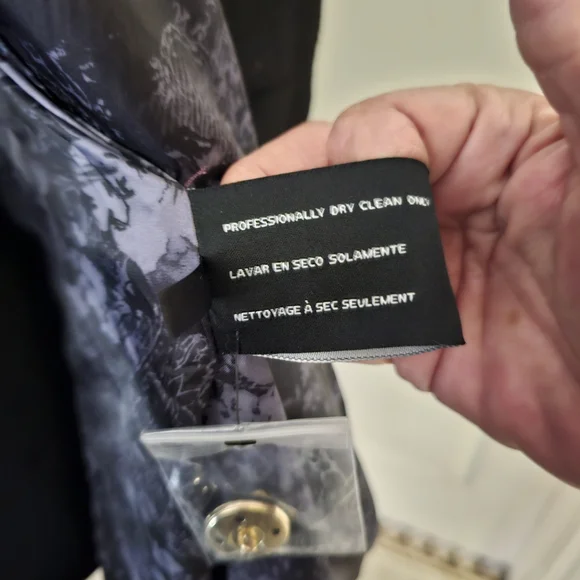 PROFESSIONALLY DRY CLEAN ONLY
LAVAR EN SECO SOLAMENTE
NETTOYAGE À SEC SEULEMENT